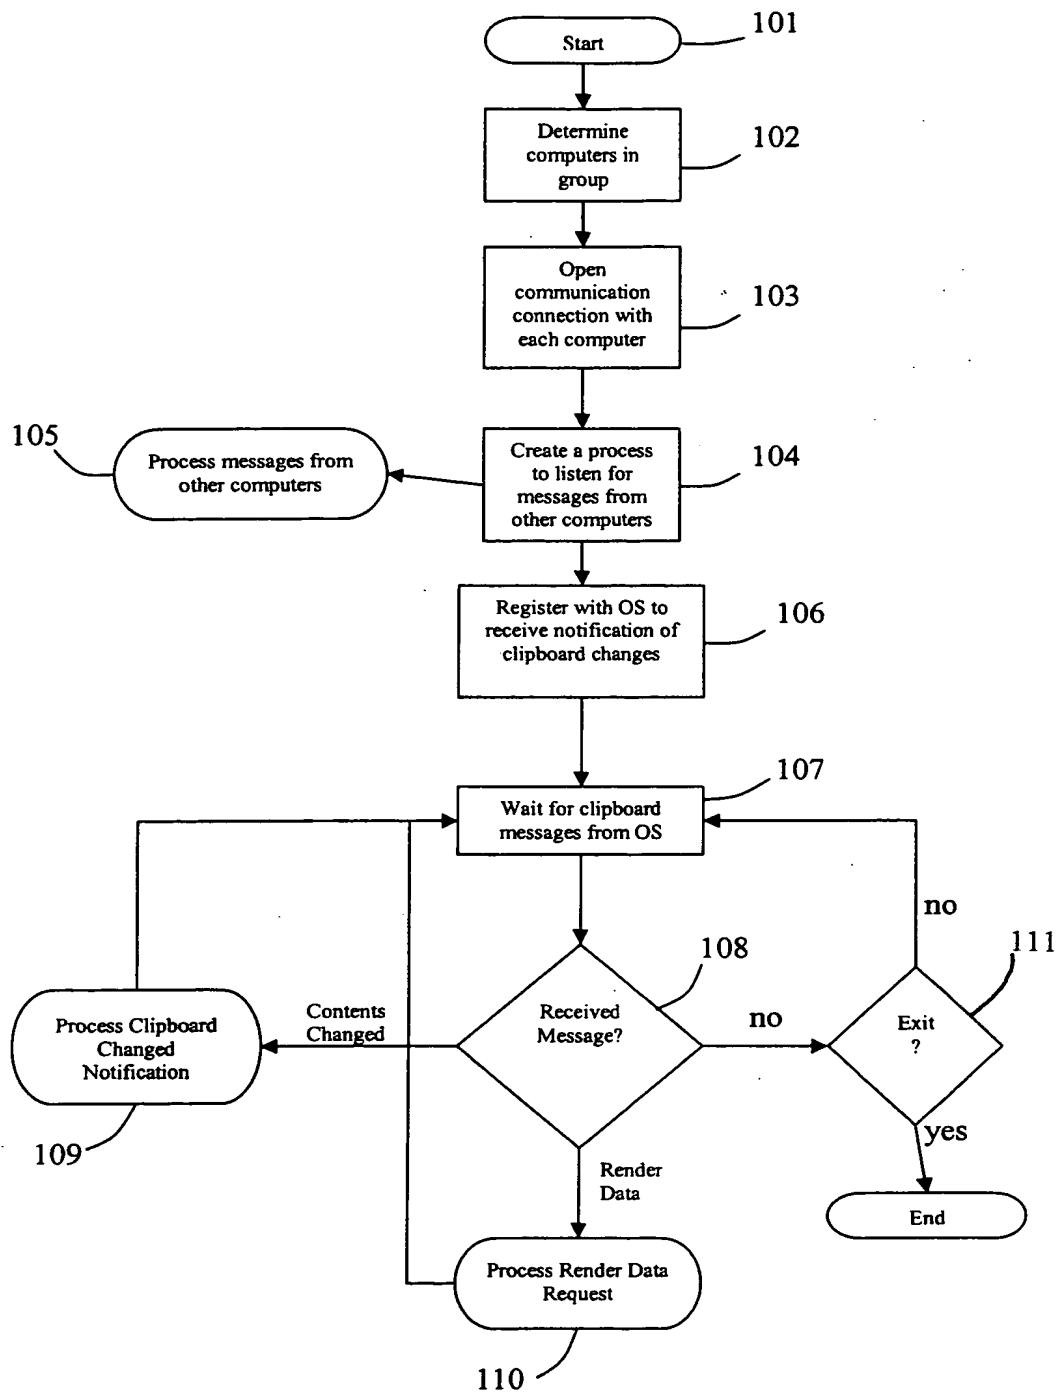 Start
101
Determine
computers in
group
102
Open
communication
connection with
each computer
103
105
Process messages from
other computers
Create a process
to listen for
messages from
other computers
104
Register with OS to
receive notification of
clipboard changes
106
107
Wait for clipboard
messages from OS
no
108
111
Contents
Changed
Received
Message?
no
Exit
?
Process Clipboard
Changed
Notification
109
yes
Render
Data
End
Process Render Data
Request
110